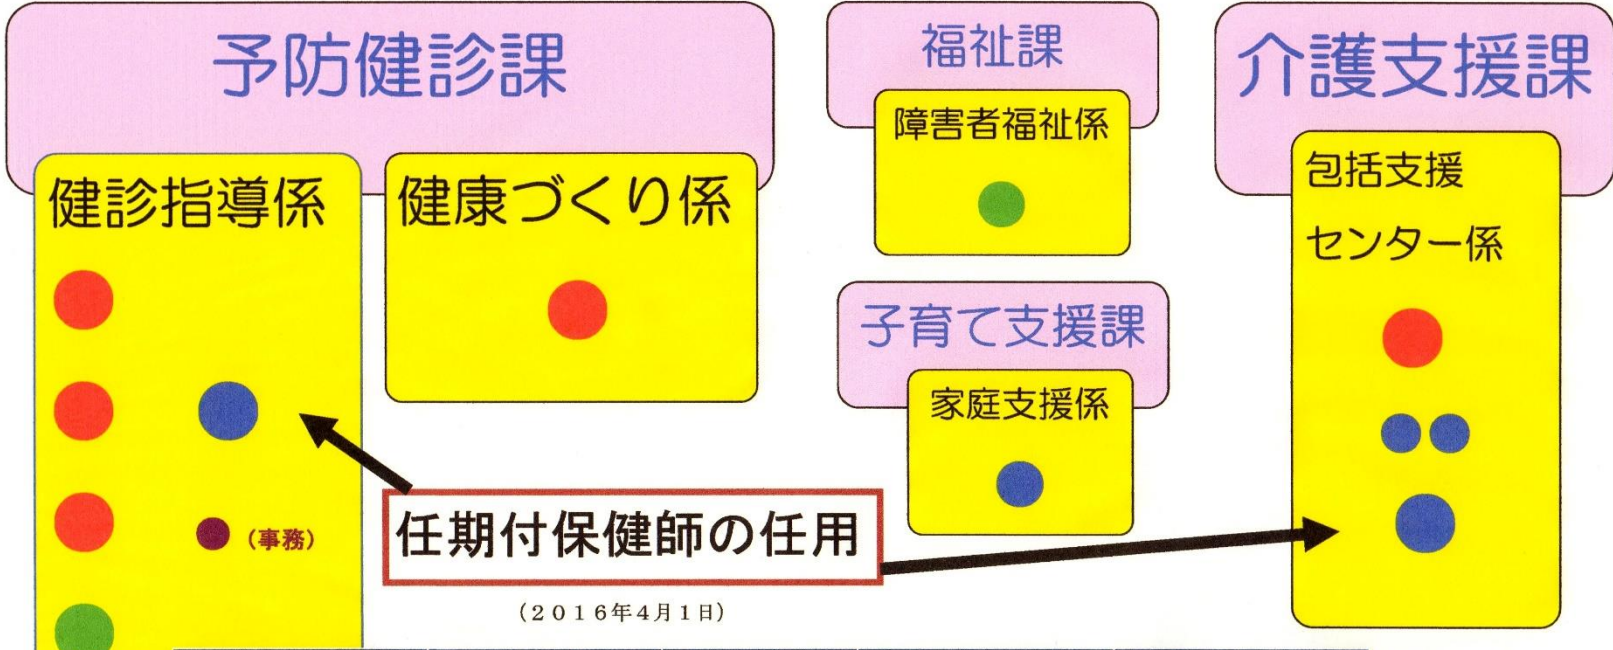 予防健診課
健診指導係
(事務)
健康づくり係
福祉課
障害者福祉係
子育て支援課
家庭支援係
介護支援課
包括支援
センター係
任期付保健師の任用
(2016年4月1日)